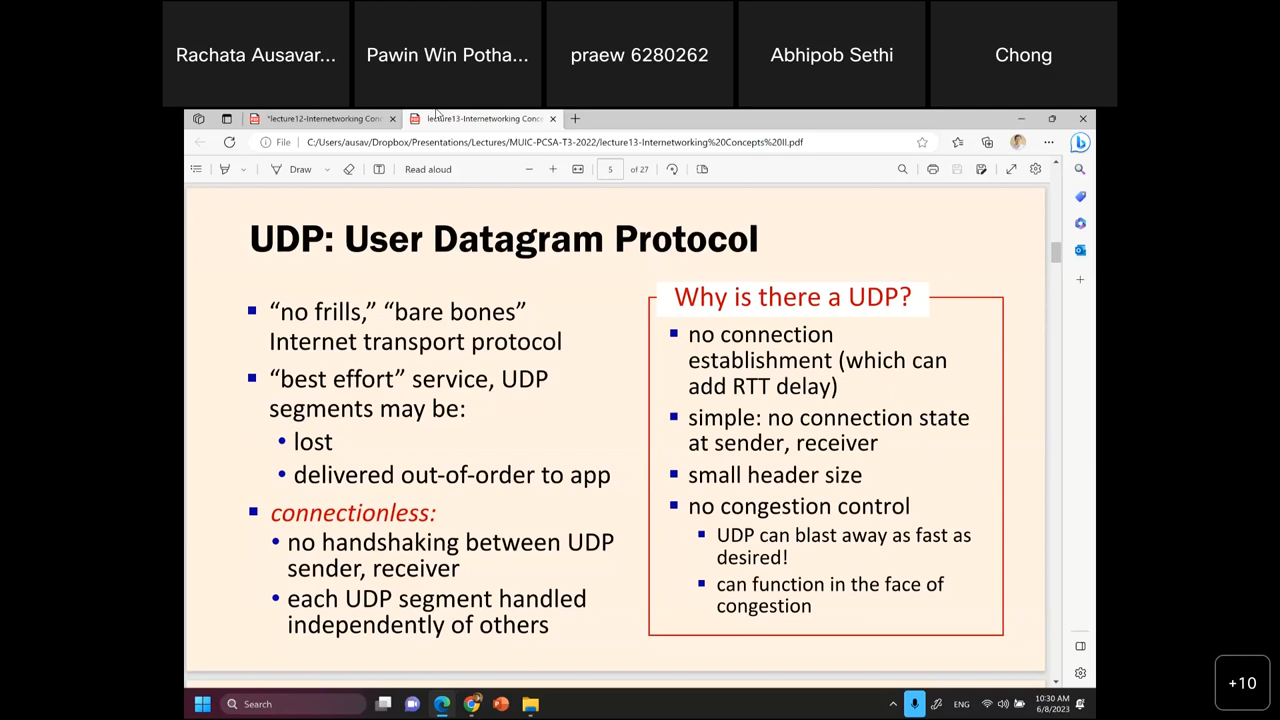 Rachata Ausavar...
Pawin Win Potha...
praew 6280262
Abhipob Sethi
Chong
*lecture12-Internetworking Conc
lecture13-Internetworking Conce
File
C:/Users/ausav/Dropbox/Presentations/Lectures/MUIC-PCSA-T3-2022/lecture13-Internetworking%20Concepts%20II.pdf
Draw
Read aloud
5
of 27
UDP: User Datagram Protocol
“no frills,” “bare bones”
Internet transport protocol
“best effort” service, UDP
segments may be:
lost
delivered out-of-order to app
connectionless:
no handshaking between UDP
sender, receiver
each UDP segment handled
independently of others
Why is there a UDP?
no connection
establishment (which can
add RTT delay)
simple: no connection state
at sender, receiver
small header size
no congestion control
UDP can blast away as fast as
desired!
can function in the face of
congestion
+10
Search
ENG
10:30 AM
6/8/2023